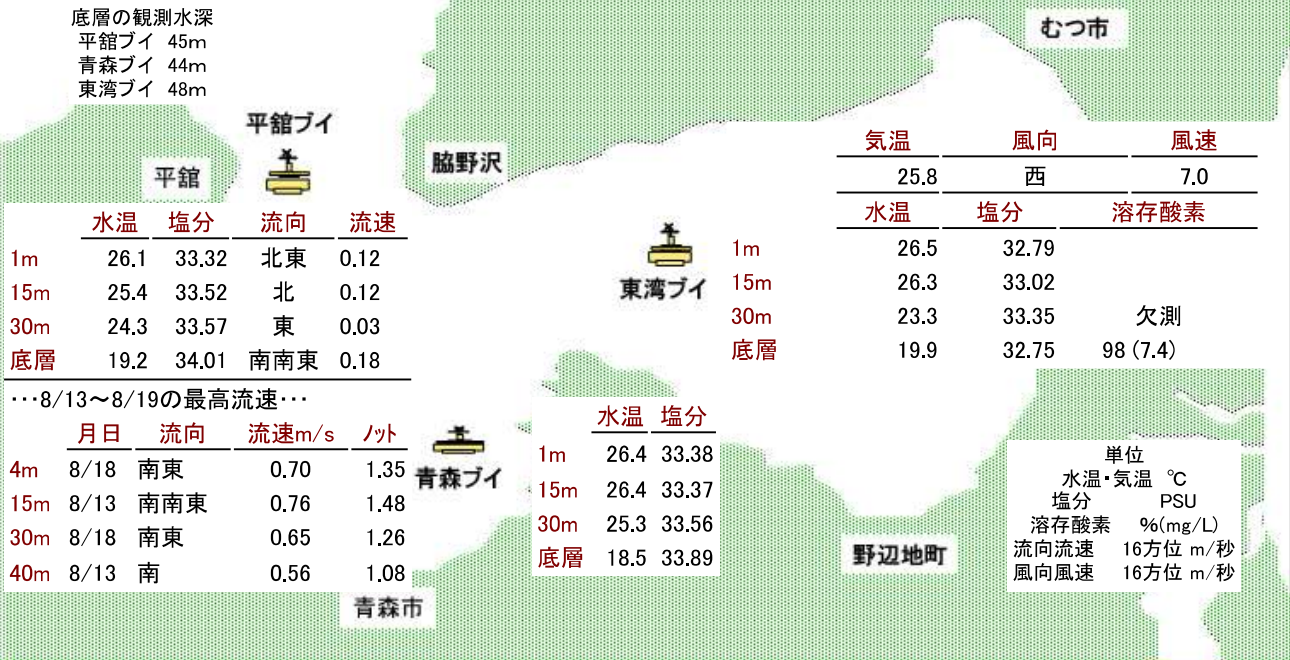 底層の観測水深
平舘ブイ 45m
青森ブイ 44m
東湾ブイ 48m
むつ市
平舘ブイ
脇野沢
平舘
気温 風向 風速
25.8 西 7.0
水温 塩分 溶存酸素
1m 26.5 32.79
15m 26.3 33.02
30m 23.3 33.35 欠測
底層 19.9 32.75 98 (7.4)
東湾ブイ
水温 塩分 流向 流速
1m 26.1 33.32 北東 0.12
15m 25.4 33.52 北 0.12
30m 24.3 33.57 東 0.03
底層 19.2 34.01 南南東 0.18
…8/13～8/19の最高流速…
月日 流向 流速m/s ノット
4m 8/18 南東 0.70 1.35
15m 8/13 南南東 0.76 1.48
30m 8/18 南東 0.65 1.26
40m 8/13 南 0.56 1.08
青森ブイ
水温 塩分
1m 26.4 33.38
15m 26.4 33.37
30m 25.3 33.56
底層 18.5 33.89
単位
水温・気温 ℃
塩分 PSU
溶存酸素 %(mg/L)
流向流速 16方位 m/秒
風向風速 16方位 m/秒
野辺地町
青森市